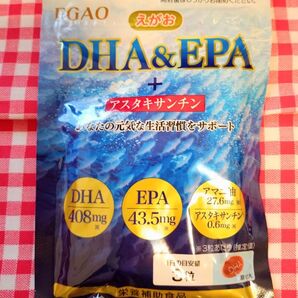 EGAO
えがお
DHA&EPA
+
アスタキサンチン
の元気な生活習慣をサポート
DHA
408mg
EPA
43.5mg
アマニ油
27.6mg
アスタキサンチン
0.6mg
※3粒あたり
1日の目安
3粒
栄養補助食品